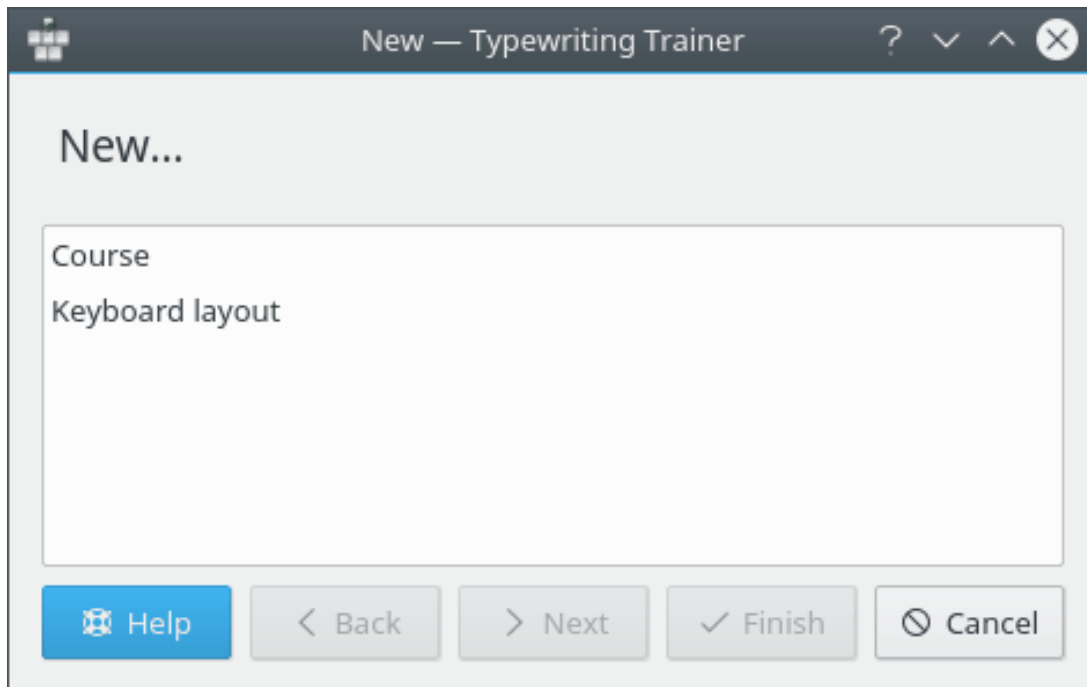 New — Typewriting Trainer
New...
Course
Keyboard layout
Help Back Next Finish Cancel